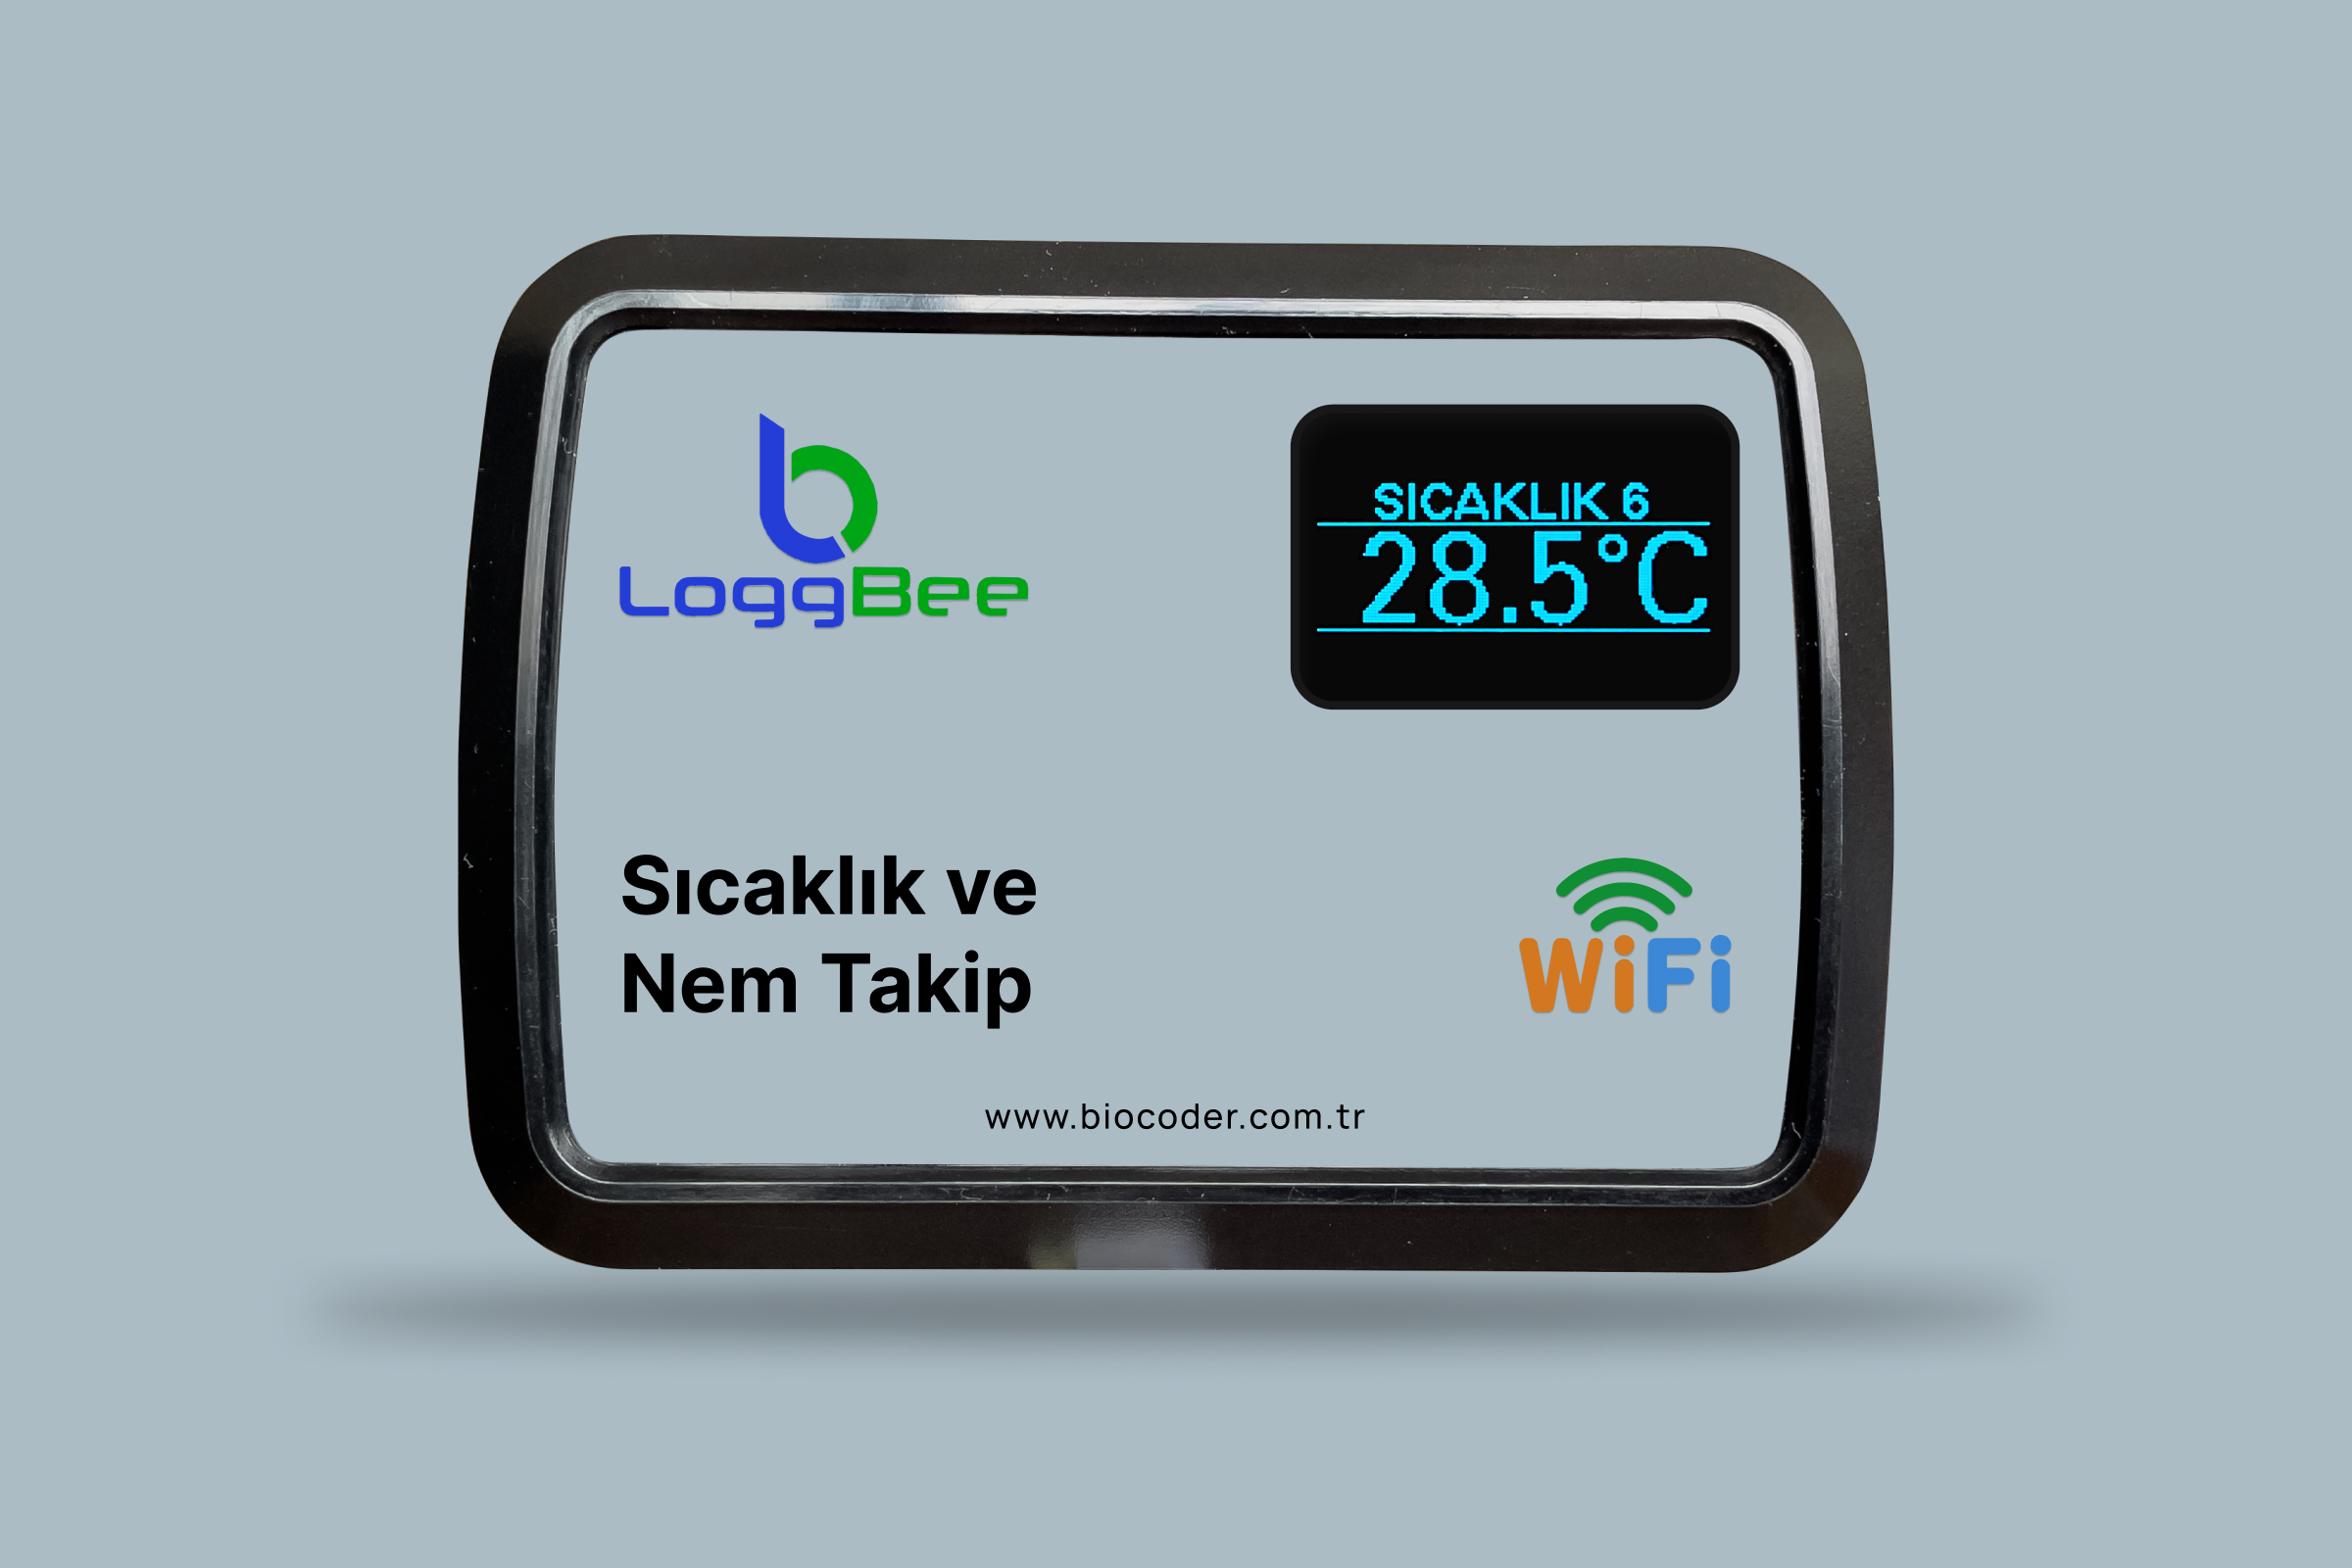 LoggBee
SICAKLIK 6
28.5°C
Sıcaklık ve
Nem Takip
WiFi
www.biocoder.com.tr